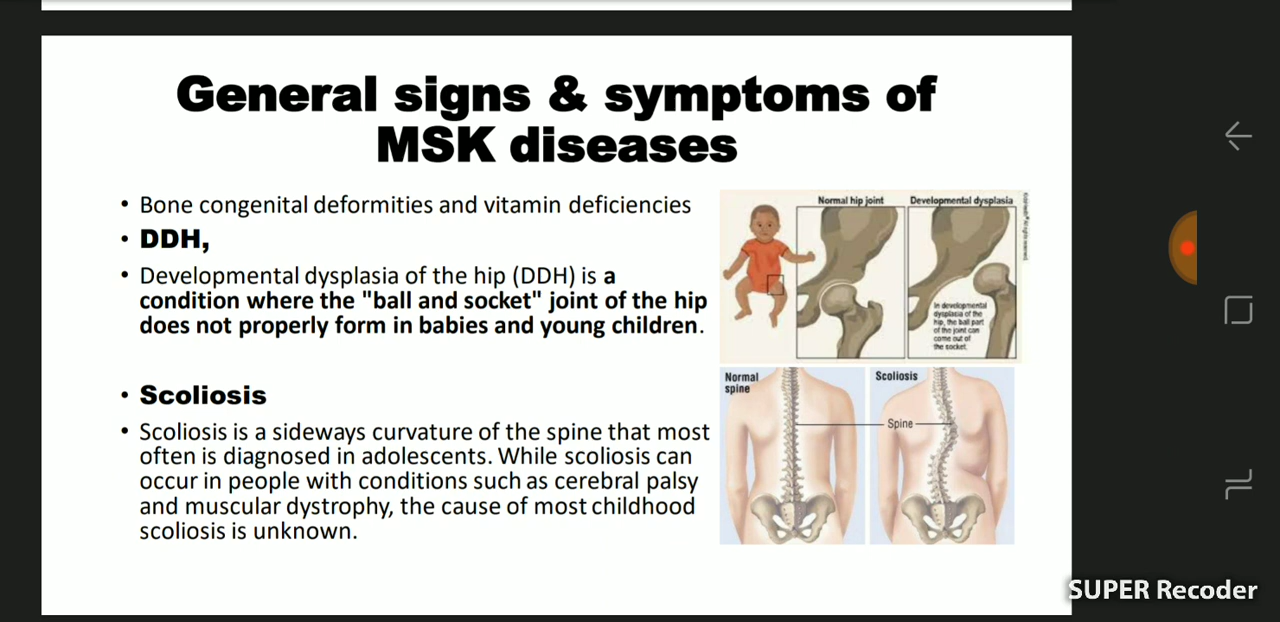 General signs & symptoms of
MSK diseases
• Bone congenital deformities and vitamin deficiencies
• DDH,
• Developmental dysplasia of the hip (DDH) is a
condition where the "ball and socket" joint of the hip
does not properly form in babies and young children.
• Scoliosis
• Scoliosis is a sideways curvature of the spine that most
often is diagnosed in adolescents. While scoliosis can
occur in people with conditions such as cerebral palsy
and muscular dystrophy, the cause of most childhood
scoliosis is unknown.
Normal hip joint
Developmental dysplasia
In developmental
dysplasia of the
hip, the ball part
of the joint can
come out of
the socket.
Normal
spine
Scoliosis
Spine
SUPER Recoder